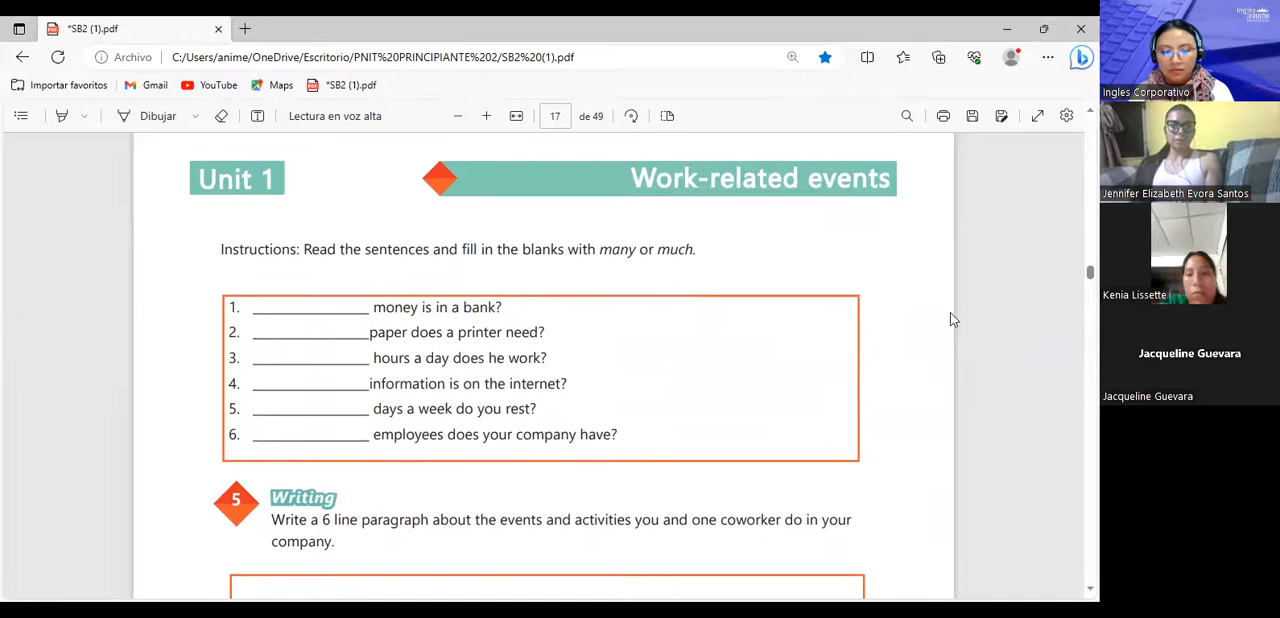 *SB2 (1).pdf
Archivo C:/Users/anime/OneDrive/Escritorio/PNIT%20PRINCIPIANTE%202/SB2%20(1).pdf
Importar favoritos Gmail YouTube Maps *SB2 (1).pdf
Dibujar Lectura en voz alta 17 de 49
Unit 1 Work-related events
Instructions: Read the sentences and fill in the blanks with many or much.
1. ______________ money is in a bank?
2. ______________paper does a printer need?
3. ______________ hours a day does he work?
4. ______________information is on the internet?
5. ______________ days a week do you rest?
6. ______________ employees does your company have?
5 Writing
Write a 6 line paragraph about the events and activities you and one coworker do in your
company.
Ingles Corporativo
Jennifer Elizabeth Evora Santos
Kenia Lissette
Jacqueline Guevara
Jacqueline Guevara